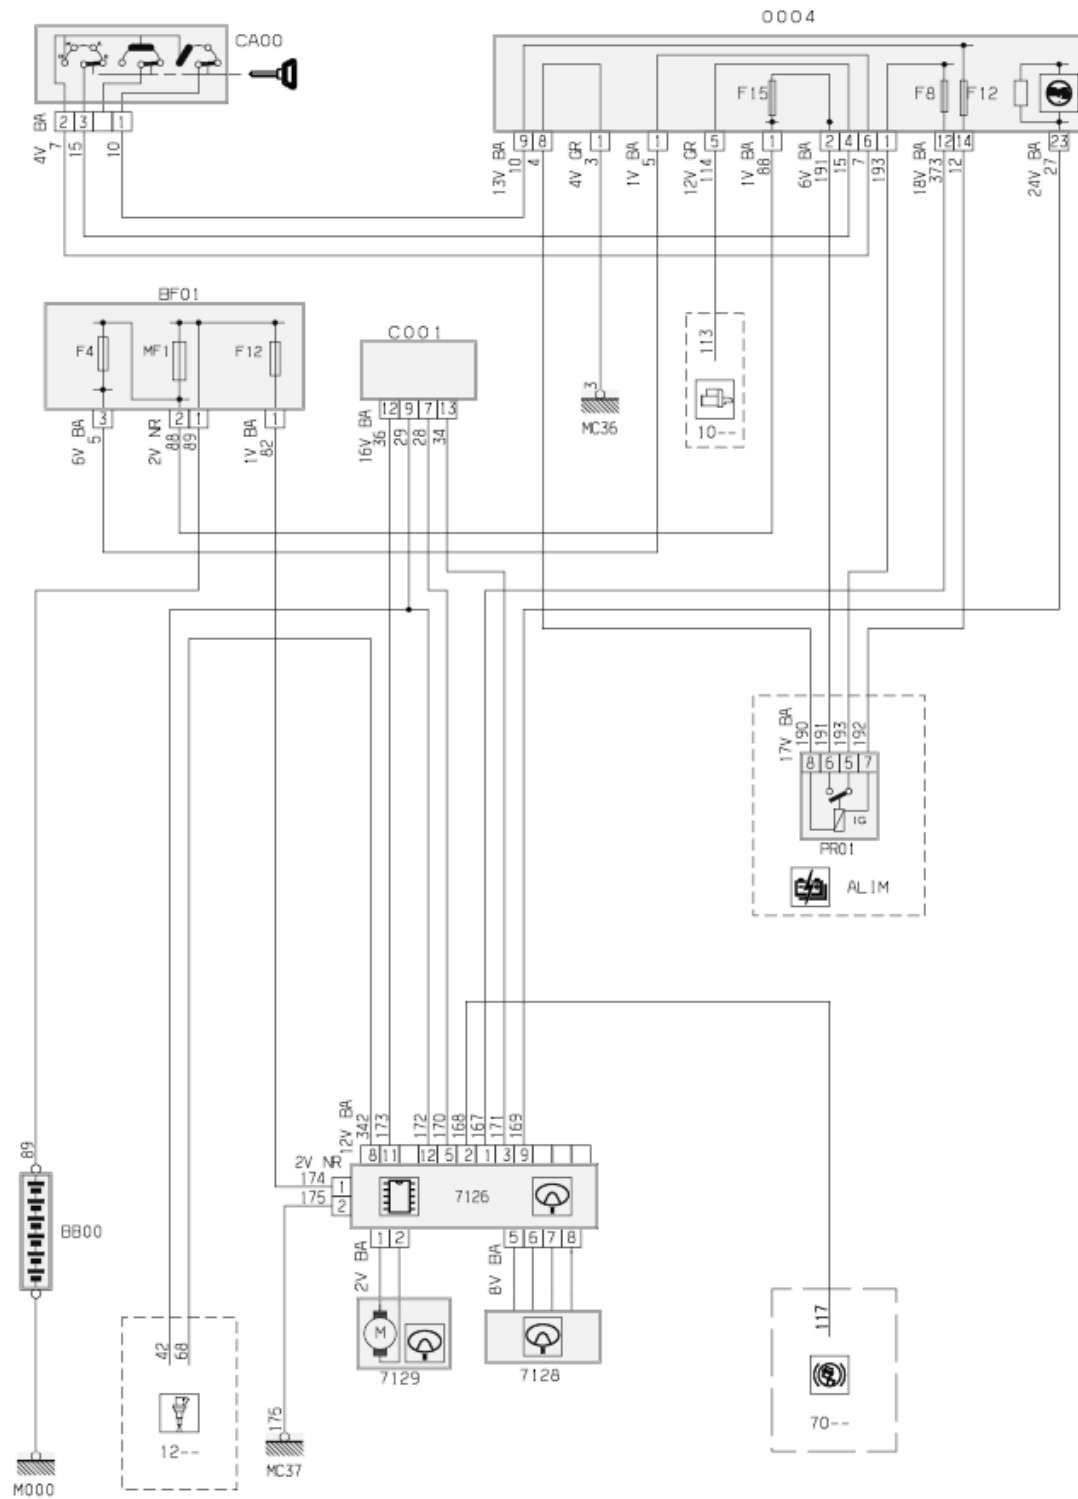 0004
CA00
F15
F8
F12
2 3 1
9 8 1 1 5 1 2 4 6 1 12 14 23
4V BA 7 15 10
13V BA 10 4
4V GR 3
1V BA 5
12V GR 114
1V BA 88
6V BA 191 15 7 193
18V BA 373 12
24V BA 27
BF01
F4
MF1
F12
C001
113
3 2 1 1
12 9 7 13
6V BA 5
2V NR 88 89
1V BA 82
16V BA 36 29 28 34
3
MC36
10--
17V BA 190 191 193 192
8 6 5 7
IG
PR01
ALIM
12V BA 342 173 172 170 168 167 171 169
8 11 12 5 2 1 3 9
89
2V NR
174 1
175 2
7126
BB00
1 2
5 6 7 8
2V BA
8V BA
M
7129
7128
42 68
117
175
12--
70--
MC37
M000